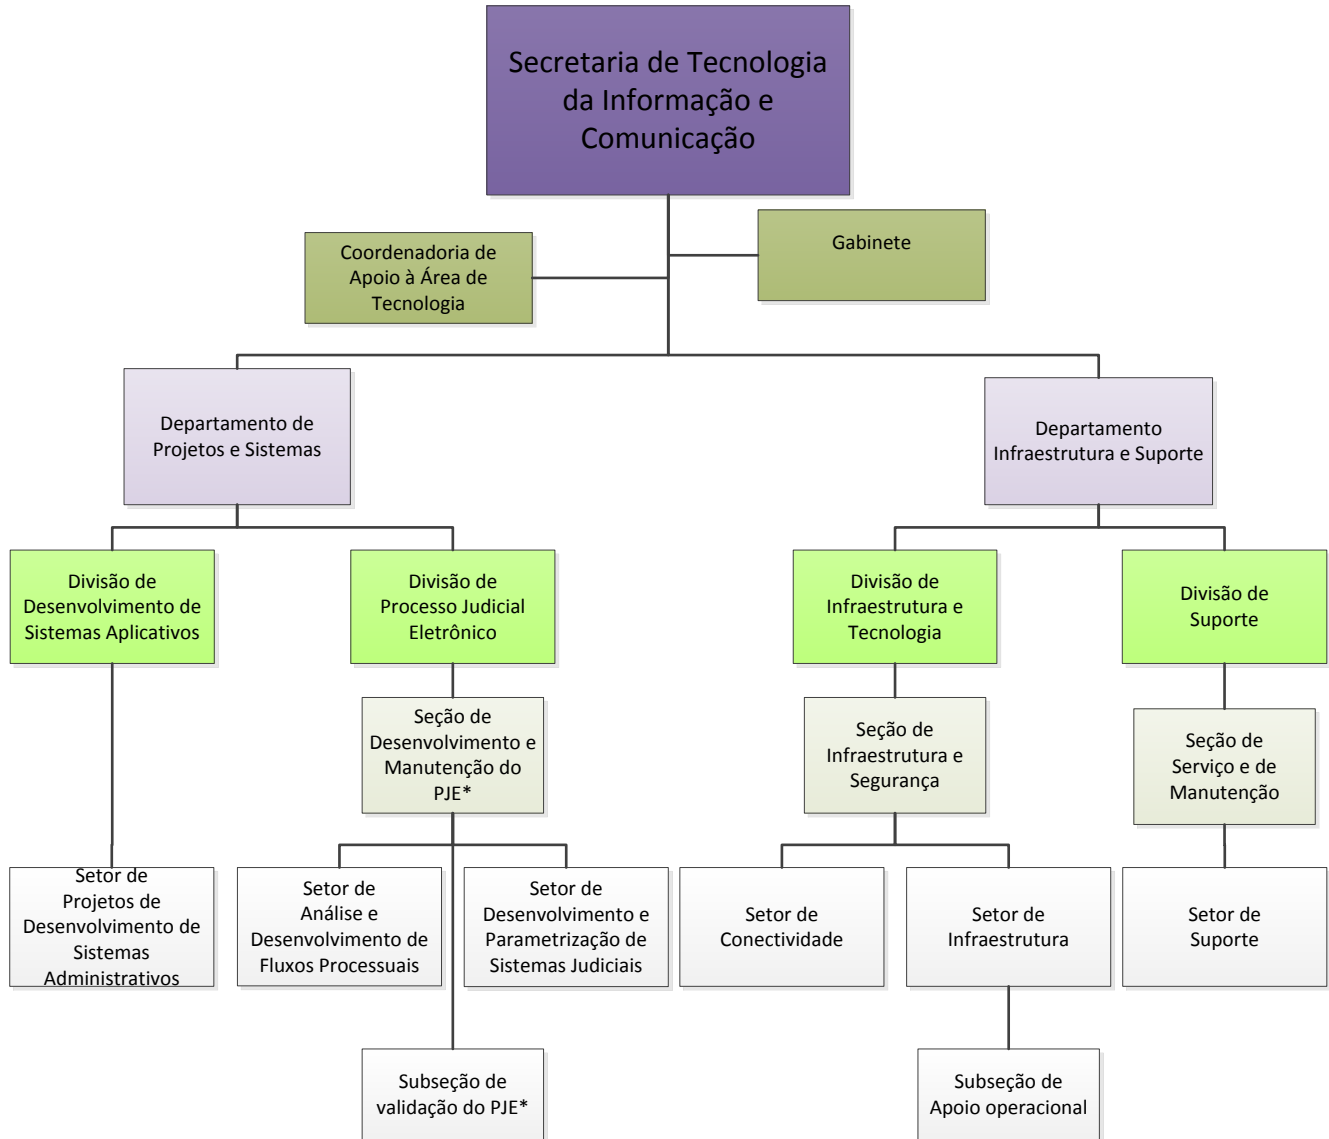 Secretaria de Tecnologia
da Informação e
Comunicação
Coordenadoria de
Apoio à Área de
Tecnologia
Gabinete
Departamento de
Projetos e Sistemas
Departamento
Infraestrutura e Suporte
Divisão de
Desenvolvimento de
Sistemas Aplicativos
Divisão de
Processo Judicial
Eletrônico
Divisão de
Infraestrutura e
Tecnologia
Divisão de
Suporte
Seção de
Desenvolvimento e
Manutenção do
PJE*
Seção de
Infraestrutura e
Segurança
Seção de
Serviço e de
Manutenção
Setor de
Projetos de
Desenvolvimento de
Sistemas
Administrativos
Setor de
Análise e
Desenvolvimento de
Fluxos Processuais
Setor de
Desenvolvimento e
Parametrização de
Sistemas Judiciais
Setor de
Conectividade
Setor de
Infraestrutura
Setor de
Suporte
Subseção de
validação do PJE*
Subseção de
Apoio operacional